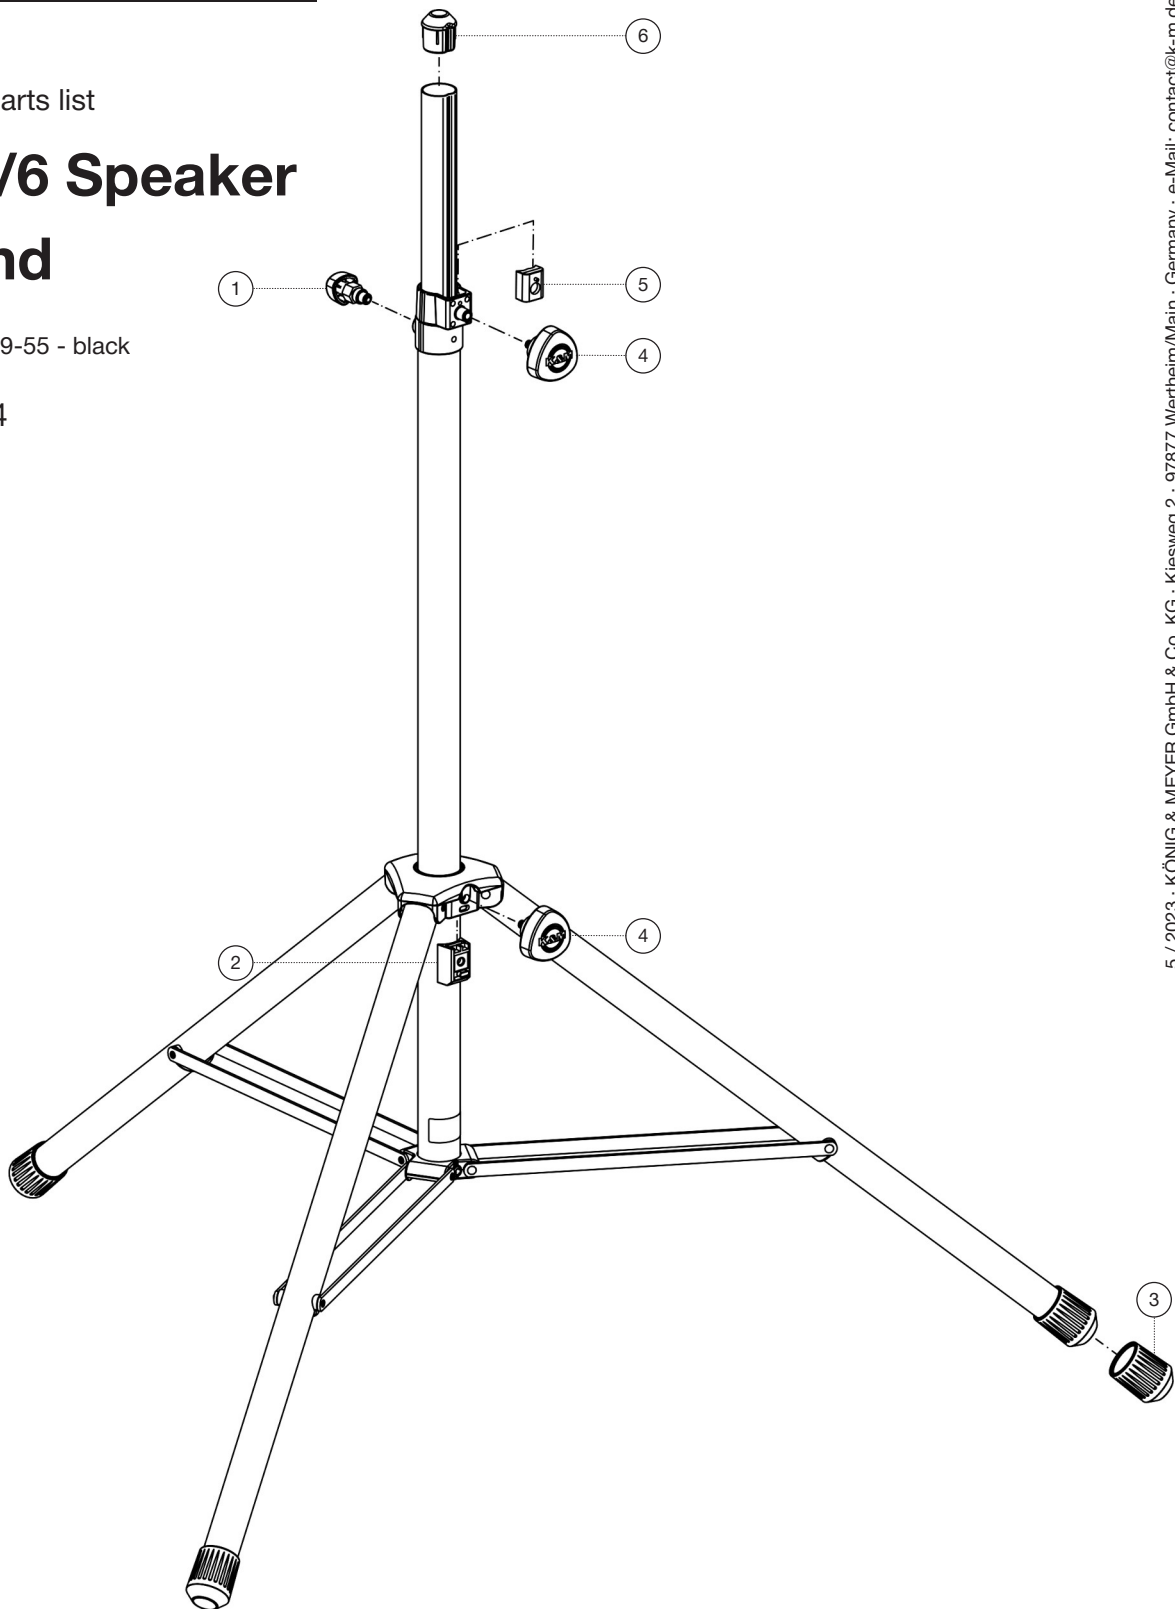 arts list
/6 Speaker
nd
9-55 - black
4
6
1
5
4
K&M
2
4
K&M
3
5 / 2023 · KÖNIG & MEYER GmbH & Co. KG · Kiesweg 2 · 97877 Wertheim/Main · Germany · e-Mail: contact@k-m.de